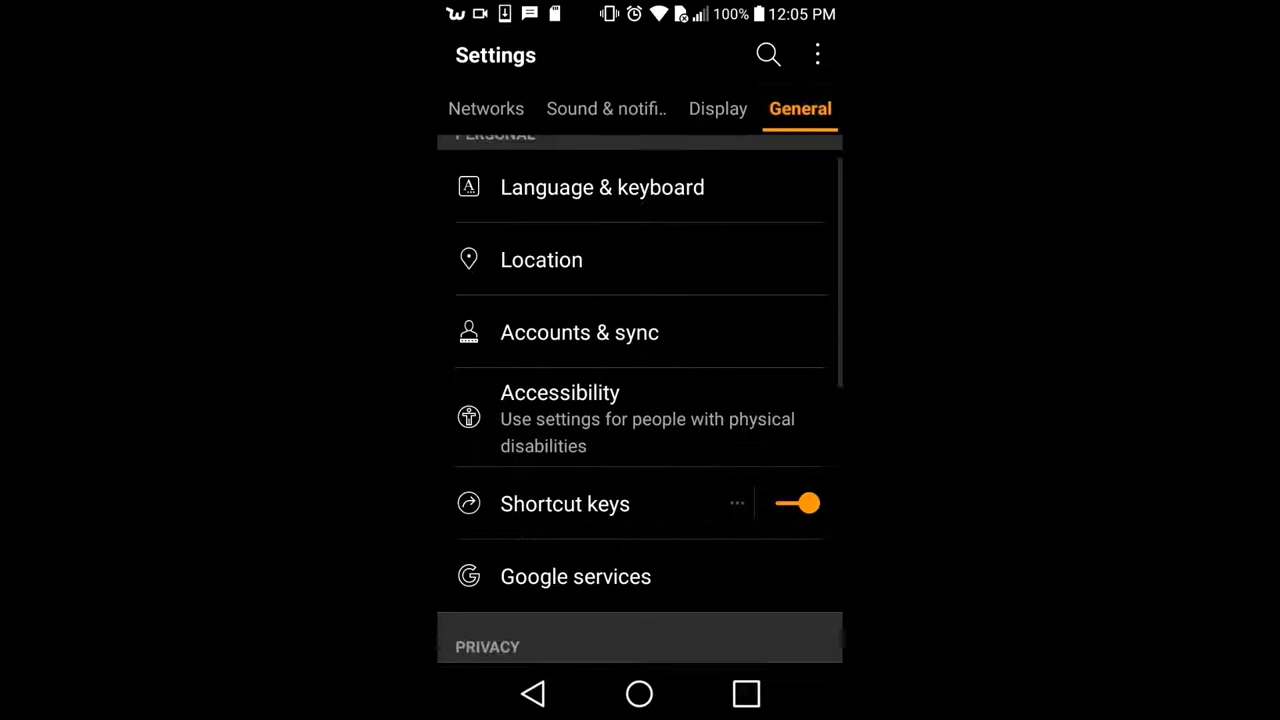 100% 12:05 PM
Settings
Networks Sound & notifi.. Display General
PERSONAL
Language & keyboard
Location
Accounts & sync
Accessibility
Use settings for people with physical
disabilities
Shortcut keys
Google services
PRIVACY